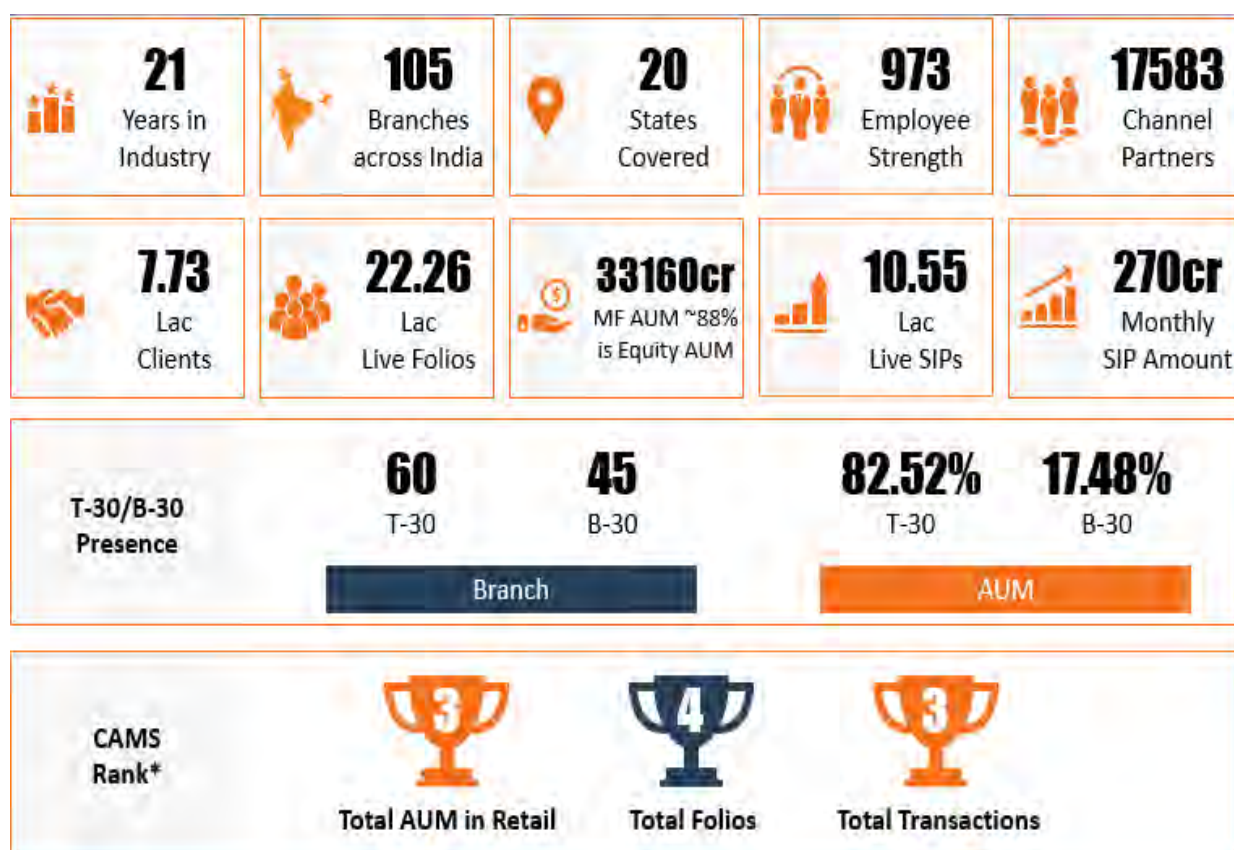 21
Years in
Industry
105
Branches
across India
20
States
Covered
973
Employee
Strength
17583
Channel
Partners
7.73
Lac
Clients
22.26
Lac
Live Folios
33160cr
MF AUM ~88%
is Equity AUM
10.55
Lac
Live SIPs
270cr
Monthly
SIP Amount
T-30/B-30
Presence
60
T-30
45
B-30
Branch
82.52%
T-30
17.48%
B-30
AUM
CAMS
Rank*
3
Total AUM in Retail
4
Total Folios
3
Total Transactions